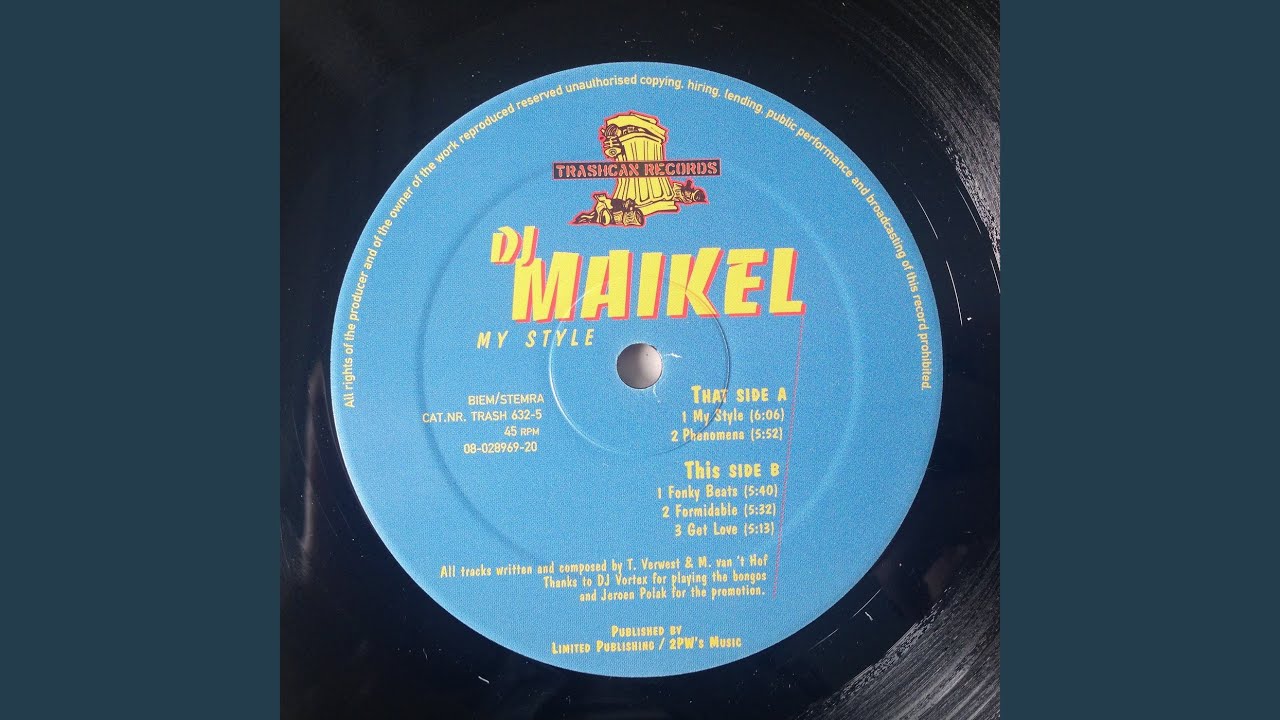 All rights of the producer and of the owner of the work reproduced reserved unauthorised copying, hiring, lending, public performance and broadcasting of this record prohibited.
TRASHCAN RECORDS
DJ
MAIKEL
MY STYLE
BIEM/STEMRA
CAT.NR. TRASH 632-5
45 RPM
08-028969-20
THAT SIDE A
1 My Style (6:06)
2 Phenomena (5:52)
This SIDE B
1 Fonky Beats (5:40)
2 Formidable (5:32)
3 Get Love (5:13)
All tracks written and composed by T. Verwest & M. van 't Hof
Thanks to DJ Vortex for playing the bongos
and Jeroen Polak for the promotion.
PUBLISHED BY
LIMITED PUBLISHING / 2PW'S MUSIC